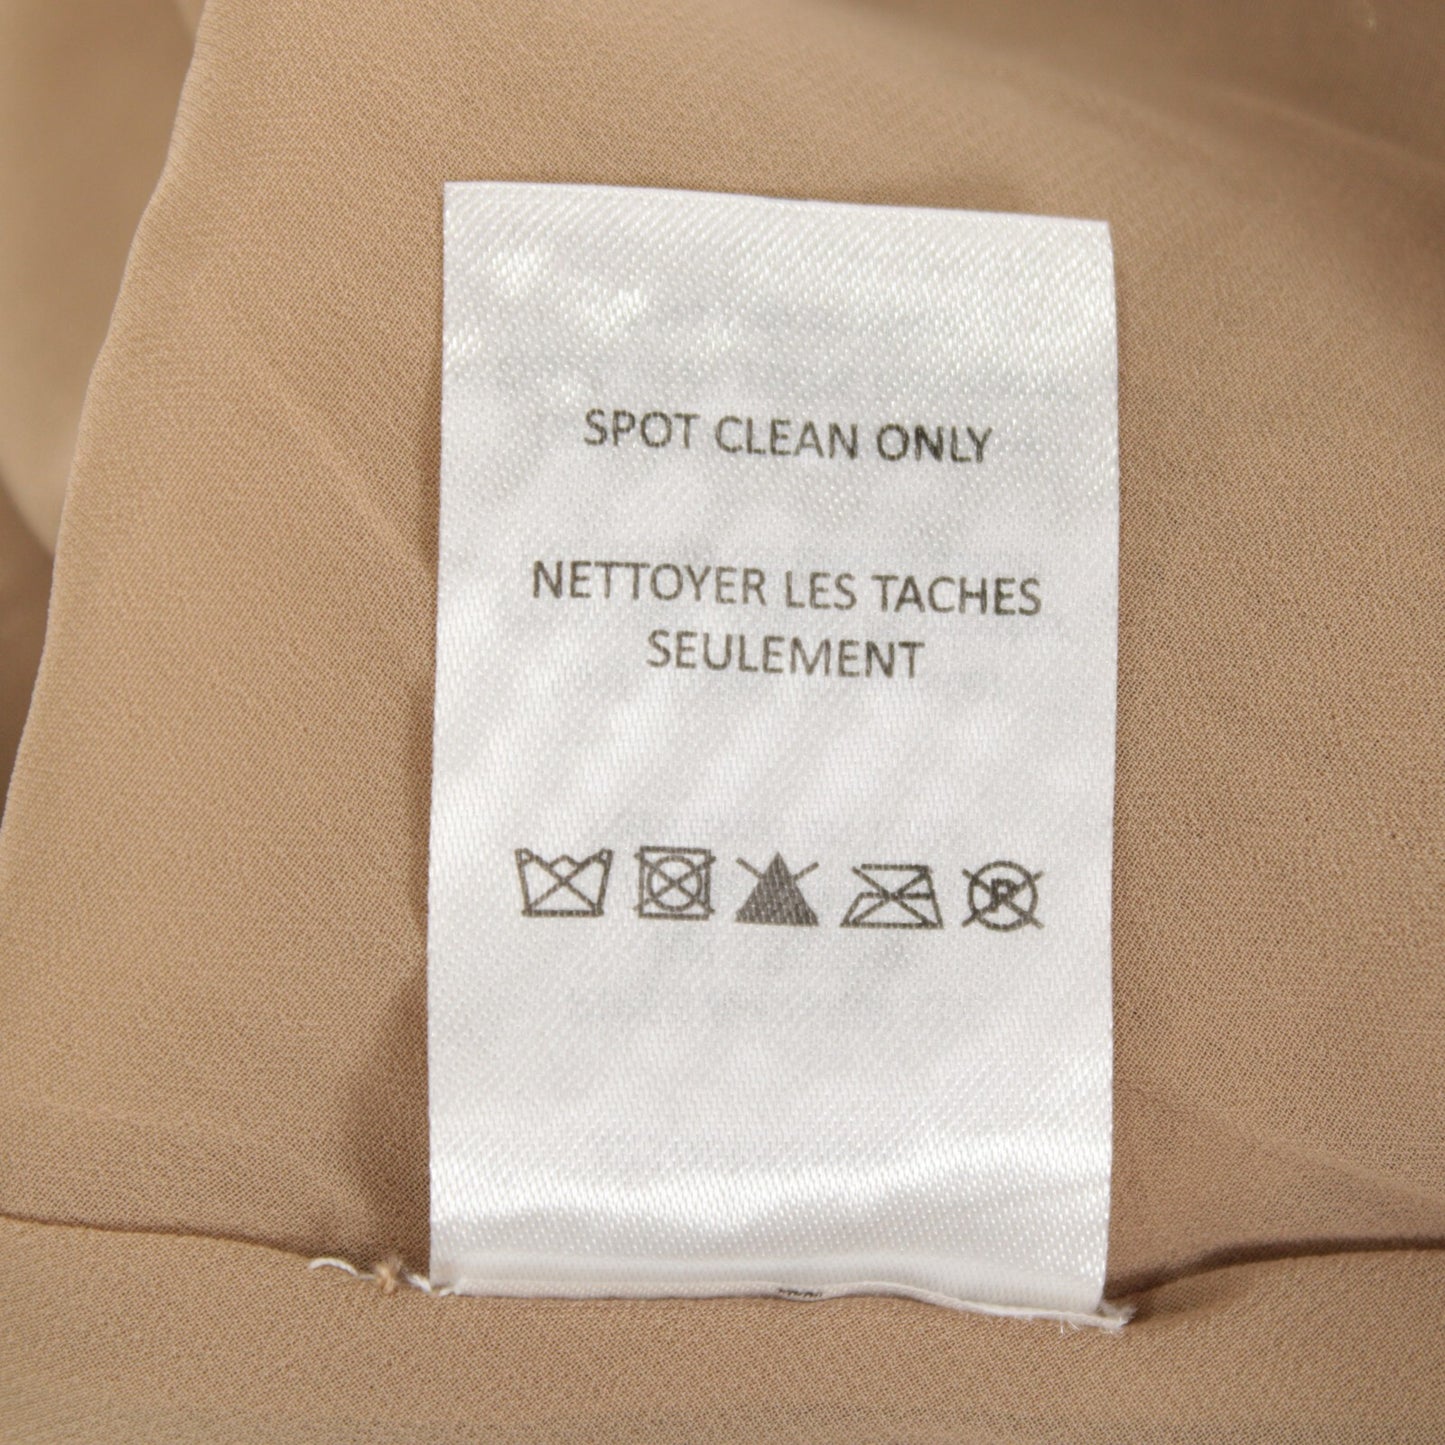 SPOT CLEAN ONLY
NETTOYER LES TACHES
SEULEMENT
R